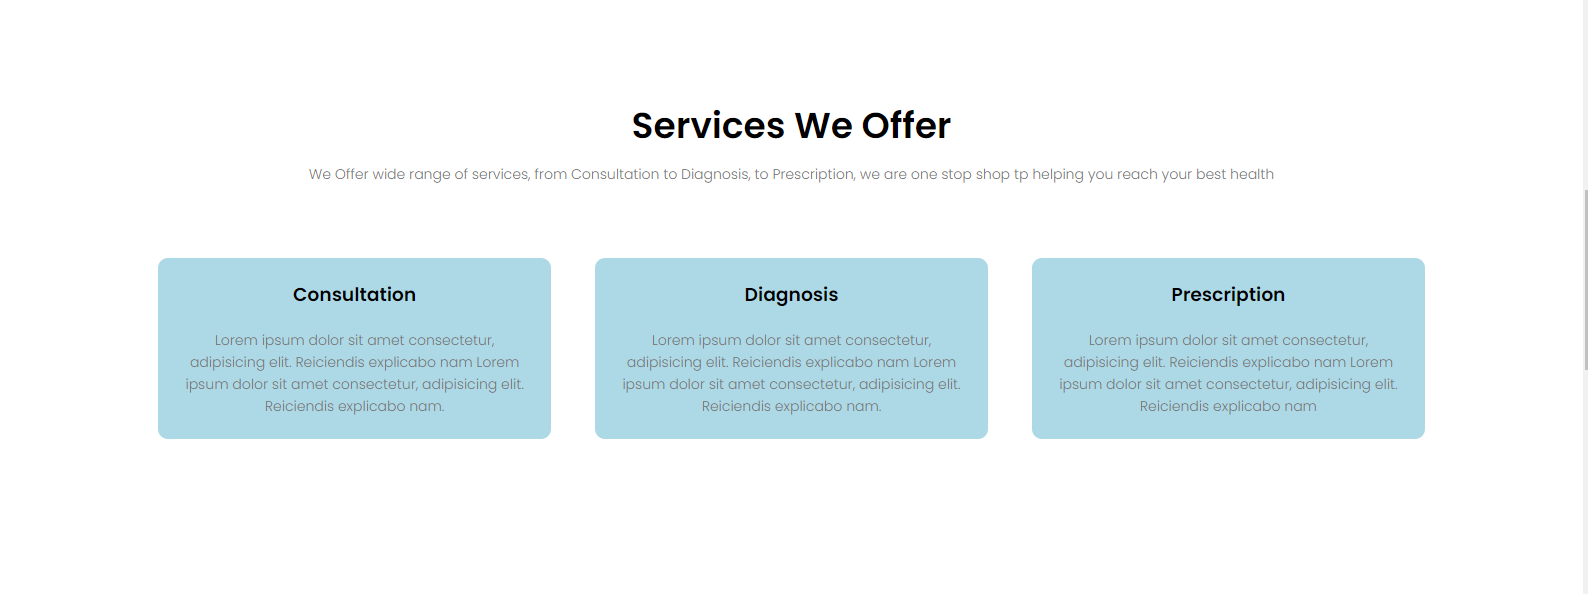 Services We Offer
We Offer wide range of services, from Consultation to Diagnosis, to Prescription, we are one stop shop tp helping you reach your best health
Consultation
Lorem ipsum dolor sit amet consectetur,
adipisicing elit. Reiciendis explicabo nam Lorem
ipsum dolor sit amet consectetur, adipisicing elit.
Reiciendis explicabo nam.
Diagnosis
Lorem ipsum dolor sit amet consectetur,
adipisicing elit. Reiciendis explicabo nam Lorem
ipsum dolor sit amet consectetur, adipisicing elit.
Reiciendis explicabo nam.
Prescription
Lorem ipsum dolor sit amet consectetur,
adipisicing elit. Reiciendis explicabo nam Lorem
ipsum dolor sit amet consectetur, adipisicing elit.
Reiciendis explicabo nam